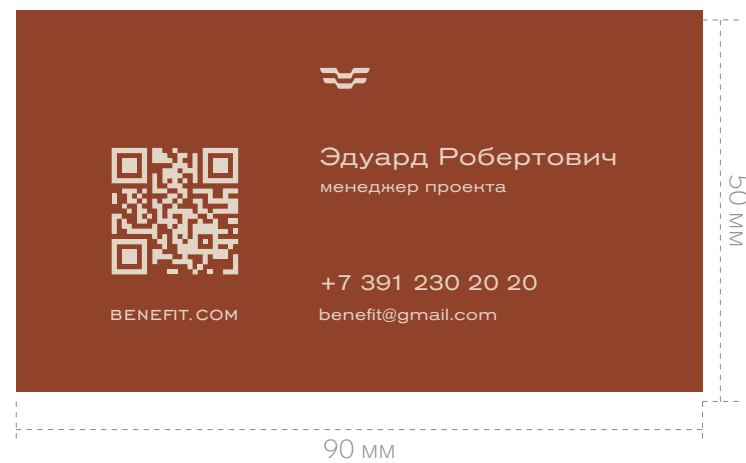 Эдуард Робертович
менеджер проекта
+7 391 230 20 20
benefit@gmail.com
BENEFIT.COM
50 мм
90 мм